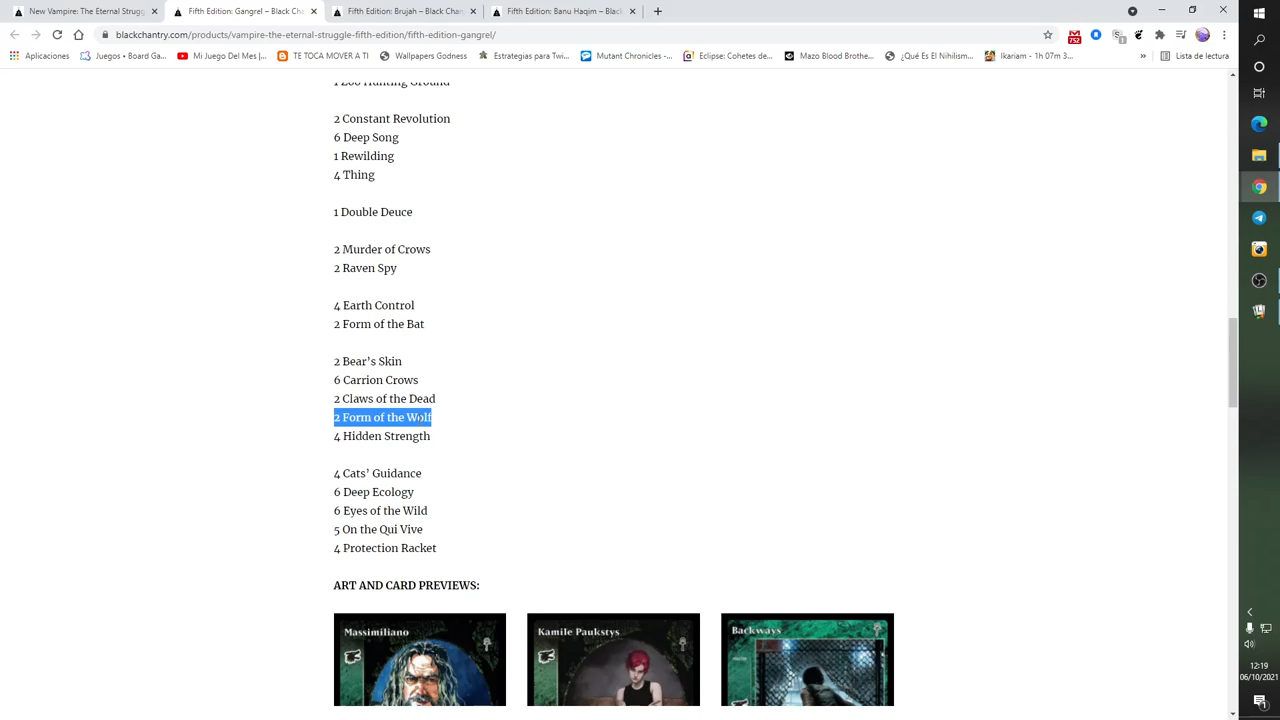 New Vampire: The Eternal Strugg
Fifth Edition: Gangrel – Black Ch
Fifth Edition: Brujah – Black Chan
Fifth Edition: Banu Haqim – Black
blackchantry.com/products/vampire-the-eternal-struggle-fifth-edition/fifth-edition-gangrel/
752
Aplicaciones
Juegos • Board Ga...
Mi Juego Del Mes |...
TE TOCA MOVER A T...
Wallpapers Godness
Estrategias para Twi...
Mutant Chronicles -...
Eclipse: Cohetes de...
Mazo Blood Brothe...
¿Qué Es El Nihilism...
Ikariam - 1h 07m 3...
»
Lista de lectura
1 Zoo Hunting Ground
2 Constant Revolution
6 Deep Song
1 Rewilding
4 Thing
1 Double Deuce
2 Murder of Crows
2 Raven Spy
4 Earth Control
2 Form of the Bat
2 Bear’s Skin
6 Carrion Crows
2 Claws of the Dead
2 Form of the Wolf
4 Hidden Strength
4 Cats’ Guidance
6 Deep Ecology
6 Eyes of the Wild
5 On the Qui Vive
4 Protection Racket
ART AND CARD PREVIEWS:
Massimiliano
Kamile Paukstys
Backways
12:19
06/10/2021